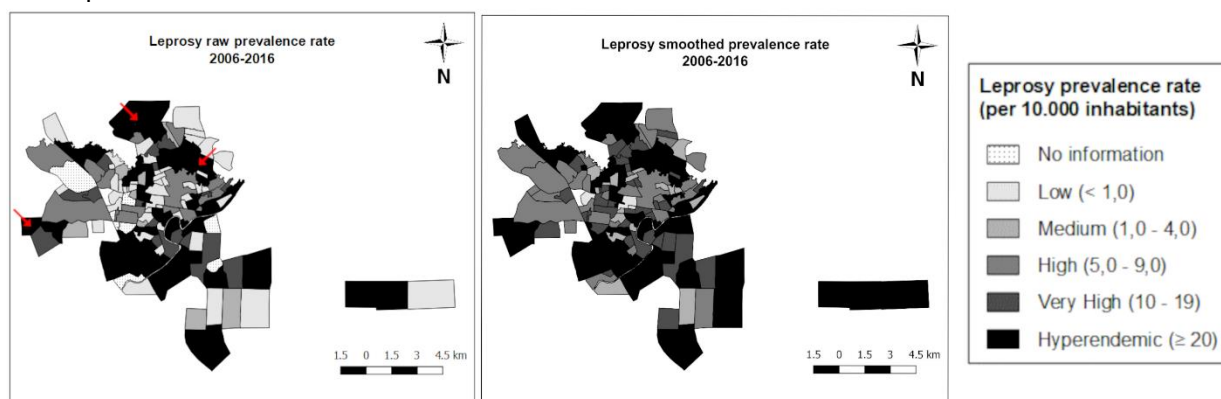 Leprosy raw prevalence rate
2006-2016
N
1.5 0 1.5 3 4.5 km
Leprosy smoothed prevalence rate
2006-2016
N
1.5 0 1.5 3 4.5 km
Leprosy prevalence rate
(per 10.000 inhabitants)
No information
Low (< 1,0)
Medium (1,0 - 4,0)
High (5,0 - 9,0)
Very High (10 - 19)
Hyperendemic (≥ 20)